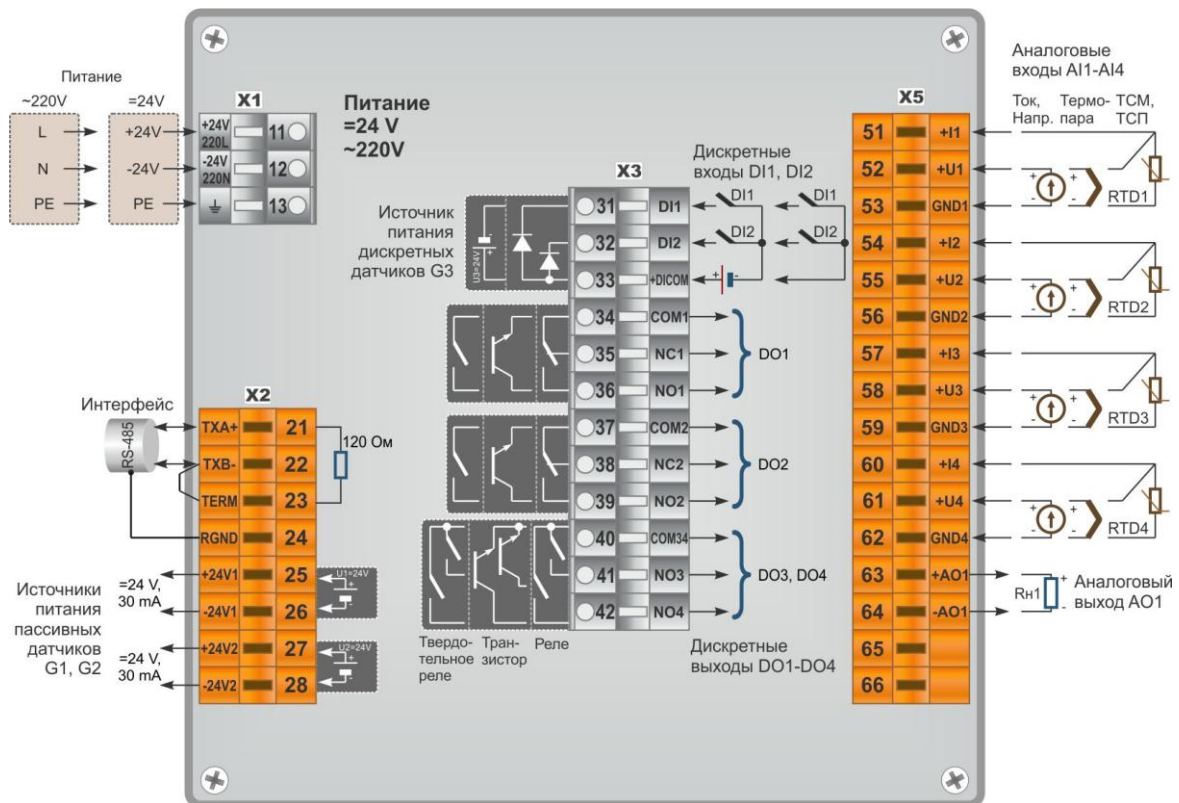 Питание
~220V
=24V
L
+24V
N
-24V
PE
PE
X1
+24V
220L
11
-24V
220N
12
13
Питание
=24 V
~220V
Источник
питания
дискретных
датчиков G3
U3=24V
X3
31 DI1
32 DI2
33 +DICOM
34 COM1
35 NC1
36 NO1
37 COM2
38 NC2
39 NO2
40 COM34
41 NO3
42 NO4
Дискретные
входы DI1, DI2
DI1
DI1
DI2
DI2
+ -
DO1
DO2
DO3, DO4
Твердо-
тельное
реле
Тран-
зистор
Реле
Дискретные
выходы DO1-DO4
Интерфейс
RS-485
X2
TXA+ 21
TXB- 22
TERM 23
RGND 24
+24V1 25
-24V1 26
+24V2 27
-24V2 28
120 Ом
U1=24V
+
-
U2=24V
+
-
Источники
питания
пассивных
датчиков
G1, G2
=24 V,
30 mA
=24 V,
30 mA
X5
51 +I1
52 +U1
53 GND1
54 +I2
55 +U2
56 GND2
57 +I3
58 +U3
59 GND3
60 +I4
61 +U4
62 GND4
63 +AO1
64 -AO1
65
66
Аналоговые
входы AI1-AI4
Ток,
Напр.
Термо-
пара
ТСМ,
ТСП
+ +
- -
RTD1
+ +
- -
RTD2
+ +
- -
RTD3
+ +
- -
RTD4
Rн1
+
-
Аналоговый
выход AO1